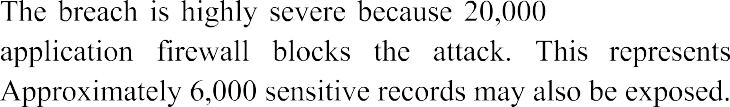 The breach is highly severe because 20,000
application firewall blocks the attack. This represents
Approximately 6,000 sensitive records may also be exposed.